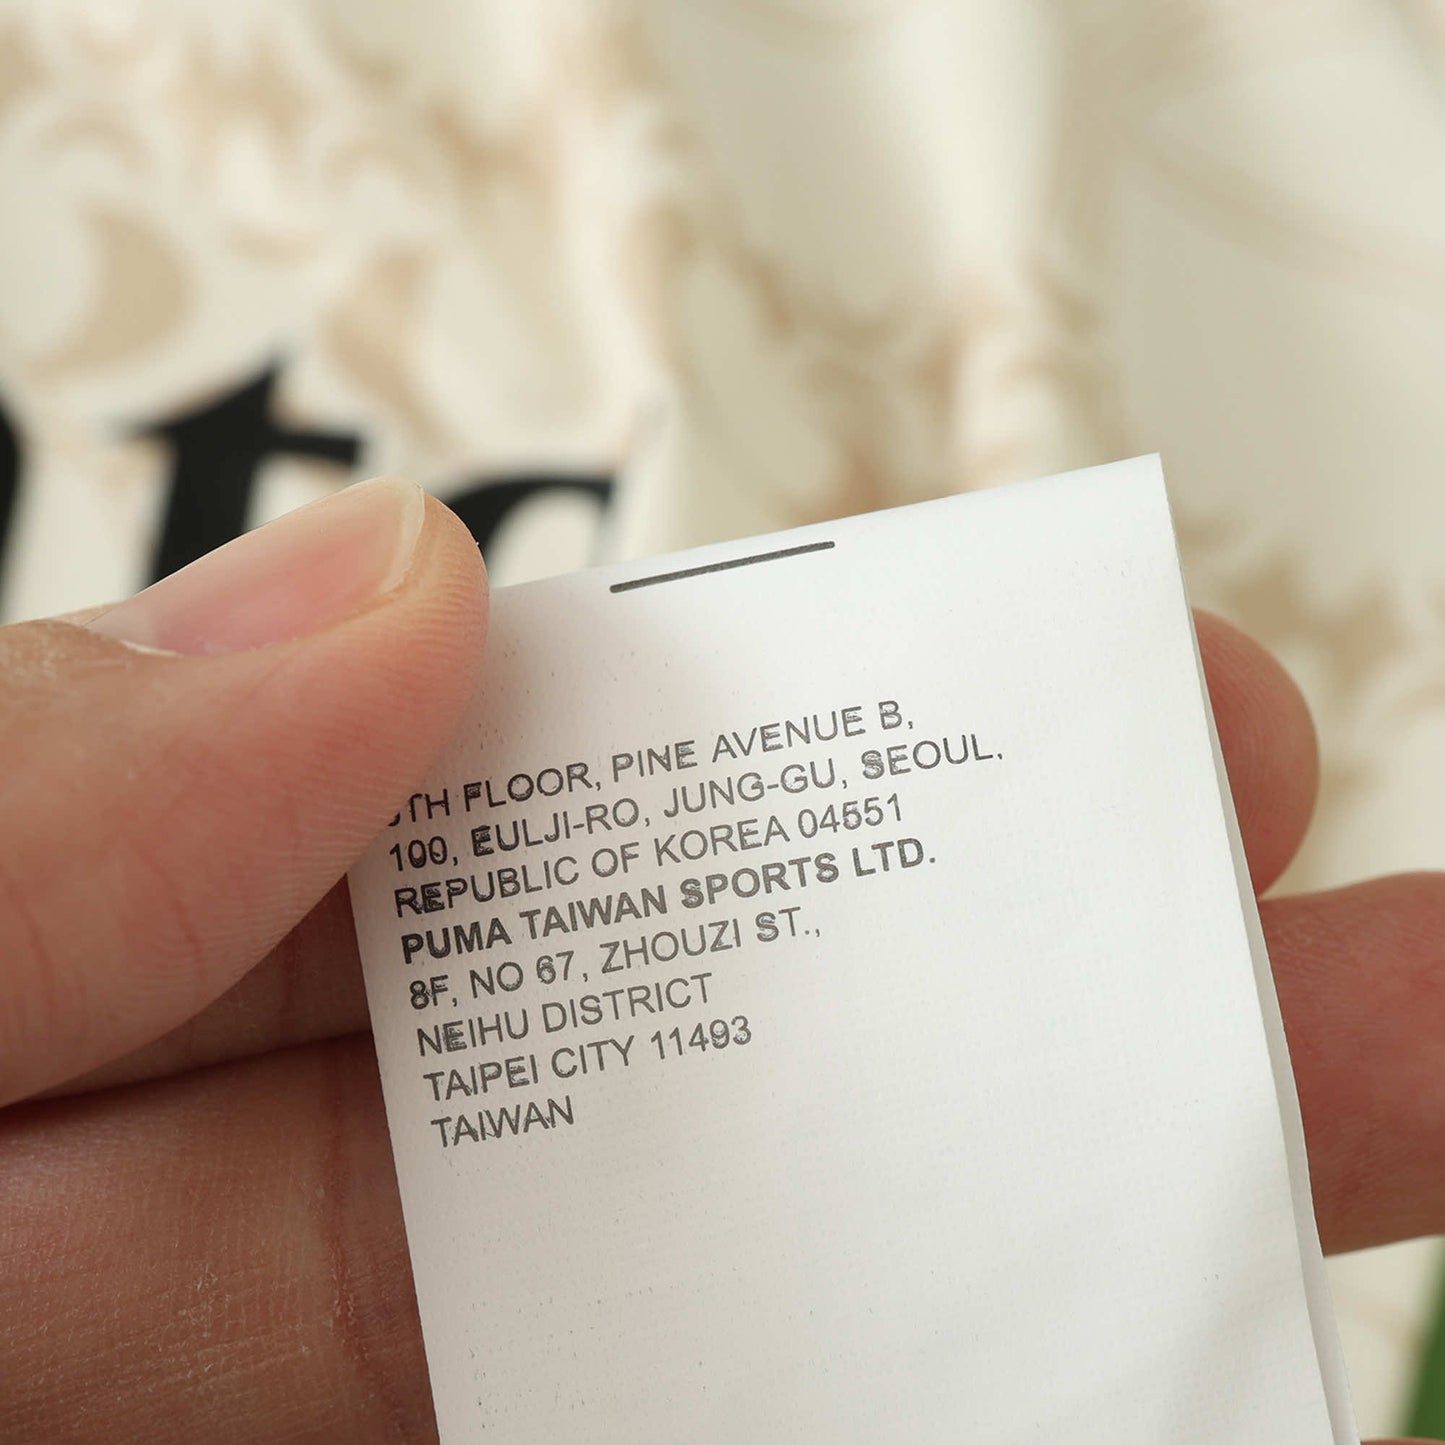 TH FLOOR, PINE AVENUE B,
100, EULJI-RO, JUNG-GU, SEOUL,
REPUBLIC OF KOREA 04551
PUMA TAIWAN SPORTS LTD.
8F, NO 67, ZHOUZI ST.,
NEIHU DISTRICT
TAIPEI CITY 11493
TAIWAN